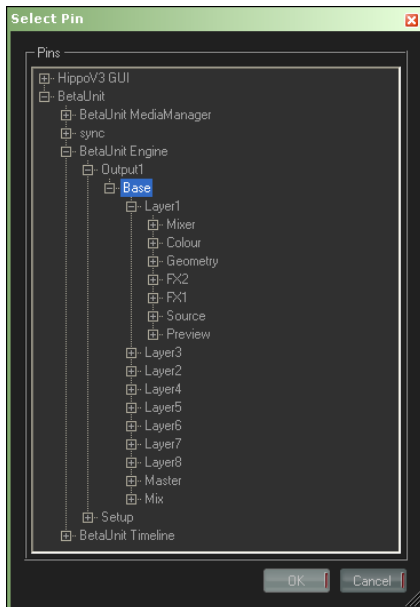 Select Pin
Pins
HippoV3 GUI
BetaUnit
BetaUnit MediaManager
sync
BetaUnit Engine
Output1
Base
Layer1
Mixer
Colour
Geometry
FX2
FX1
Source
Preview
Layer3
Layer2
Layer4
Layer5
Layer6
Layer7
Layer8
Master
Mix
Setup
BetaUnit Timeline
OK
Cancel